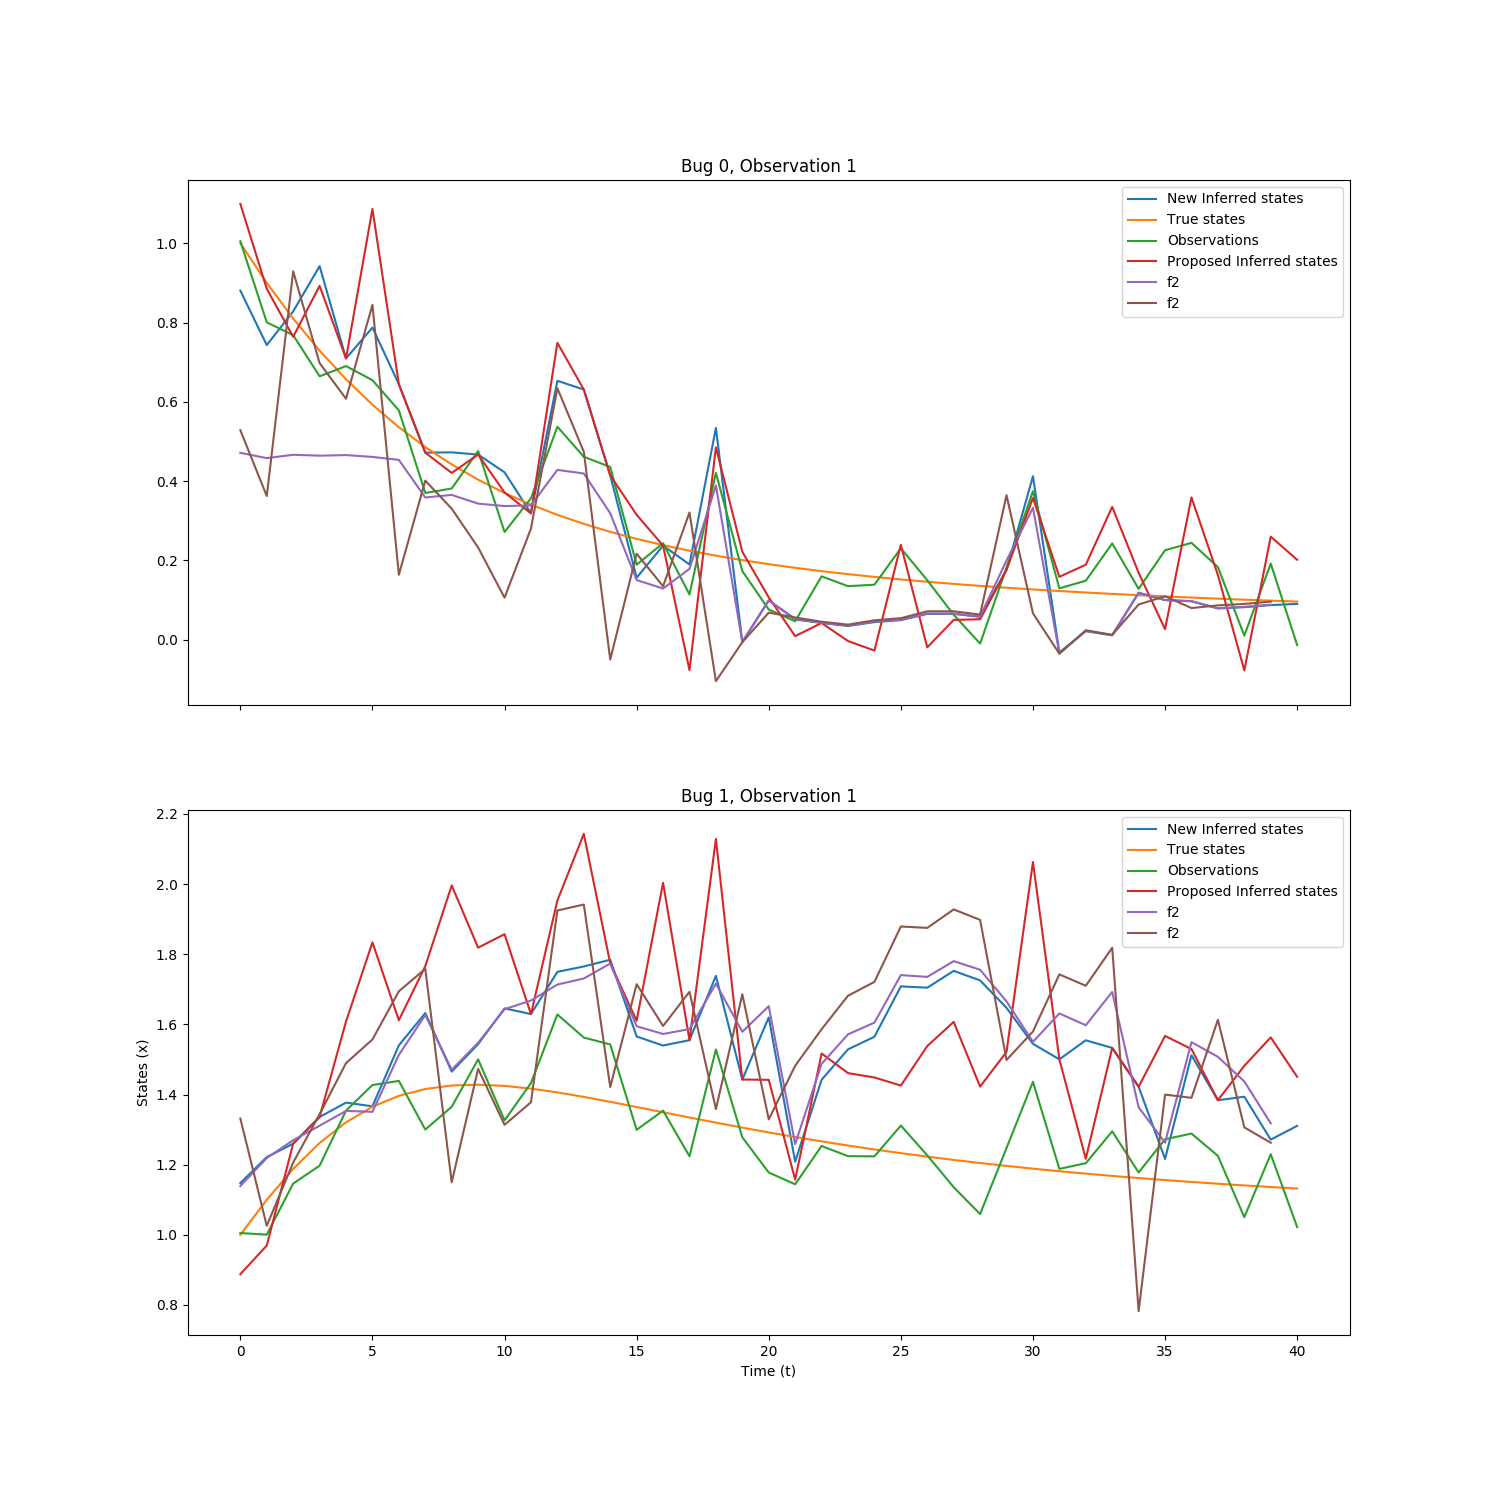 Bug 0, Observation 1
New Inferred states
True states
Observations
Proposed Inferred states
f2
f2
1.0
0.8
0.6
0.4
0.2
0.0
Bug 1, Observation 1
New Inferred states
True states
Observations
Proposed Inferred states
f2
f2
2.2
2.0
1.8
1.6
1.4
1.2
1.0
0.8
States (x)
0 5 10 15 20 25 30 35 40
Time (t)